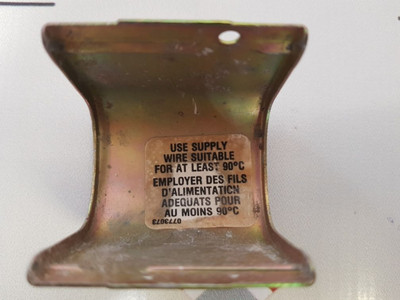 USE SUPPLY
WIRE SUITABLE
FOR AT LEAST 90°C
EMPLOYER DES FILS
D'ALIMENTATION
ADEQUATS POUR
AU MOINS 90°C